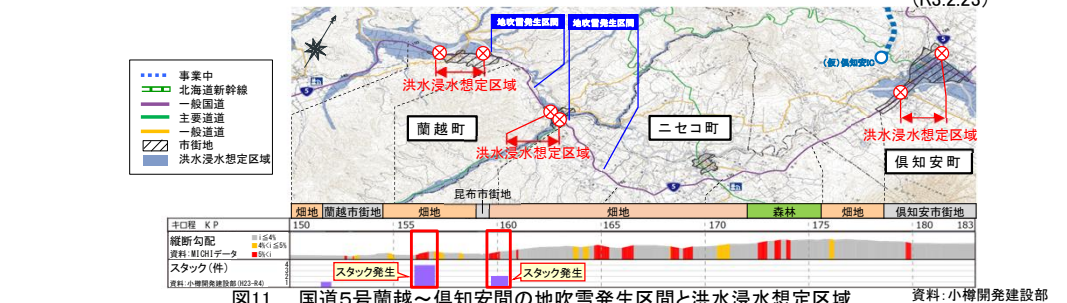 (R3.2.23)
地吹雪発生区間
地吹雪発生区間
(仮)倶知安IC
5
事業中
北海道新幹線
一般国道
主要道道
一般道道
市街地
洪水浸水想定区域
5
洪水浸水想定区域
蘭越町
ニセコ町
洪水浸水想定区域
洪水浸水想定区域
倶知安町
5
昆布市街地
畑地
蘭越市街地
畑地
畑地
森林
畑地
倶知安市街地
キロ程 KP
150
155
160
165
170
175
180
183
縦断勾配
資料:MICHIデータ
i≦4%
4%<i≦5%
5%<i
スタック(件)
資料:小樽開発建設部(H23-R4)
4
3
2
1
スタック発生
スタック発生
図11 国道5号蘭越~倶知安間の地吹雪発生区間と洪水浸水想定区域
資料:小樽開発建設部